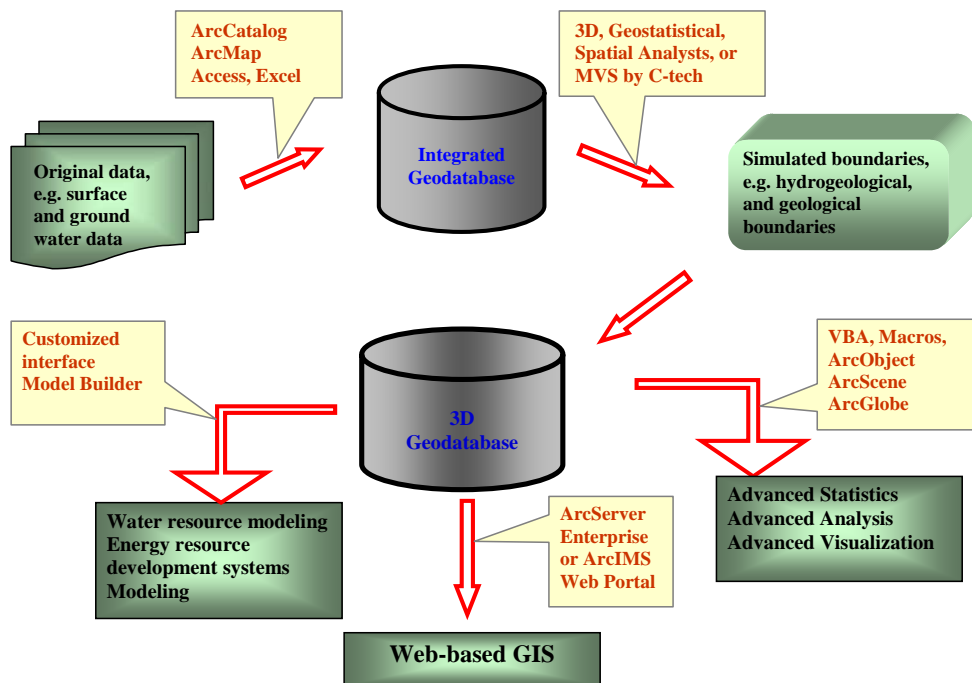 ArcCatalog
ArcMap
Access, Excel
3D, Geostatistical,
Spatial Analysts, or
MVS by C-tech
Original data,
e.g. surface
and ground
water data
Integrated
Geodatabase
Simulated boundaries,
e.g. hydrogeological,
and geological
boundaries
Customized
interface
Model Builder
3D
Geodatabase
VBA, Macros,
ArcObject
ArcScene
ArcGlobe
Water resource modeling
Energy resource
development systems
Modeling
ArcServer
Enterprise
or ArcIMS
Web Portal
Advanced Statistics
Advanced Analysis
Advanced Visualization
Web-based GIS